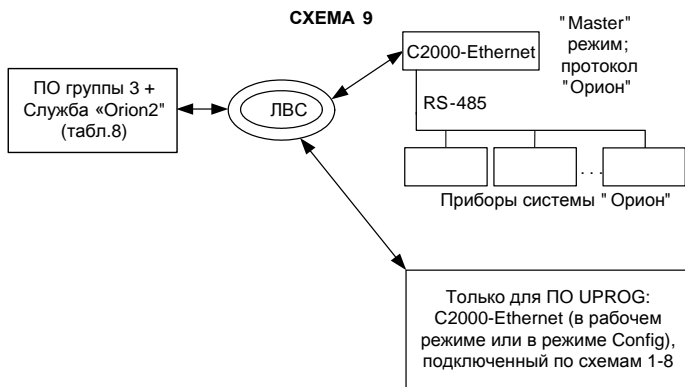 СХЕМА 9
C2000-Ethernet
"Master"
режим;
протокол
"Орион"
ПО группы 3 +
Служба «Orion2"
(табл.8)
ЛВС
RS-485
...
Приборы системы "Орион"
Только для ПО UPROG:
C2000-Ethernet (в рабочем
режиме или в режиме Config),
подключенный по схемам 1-8